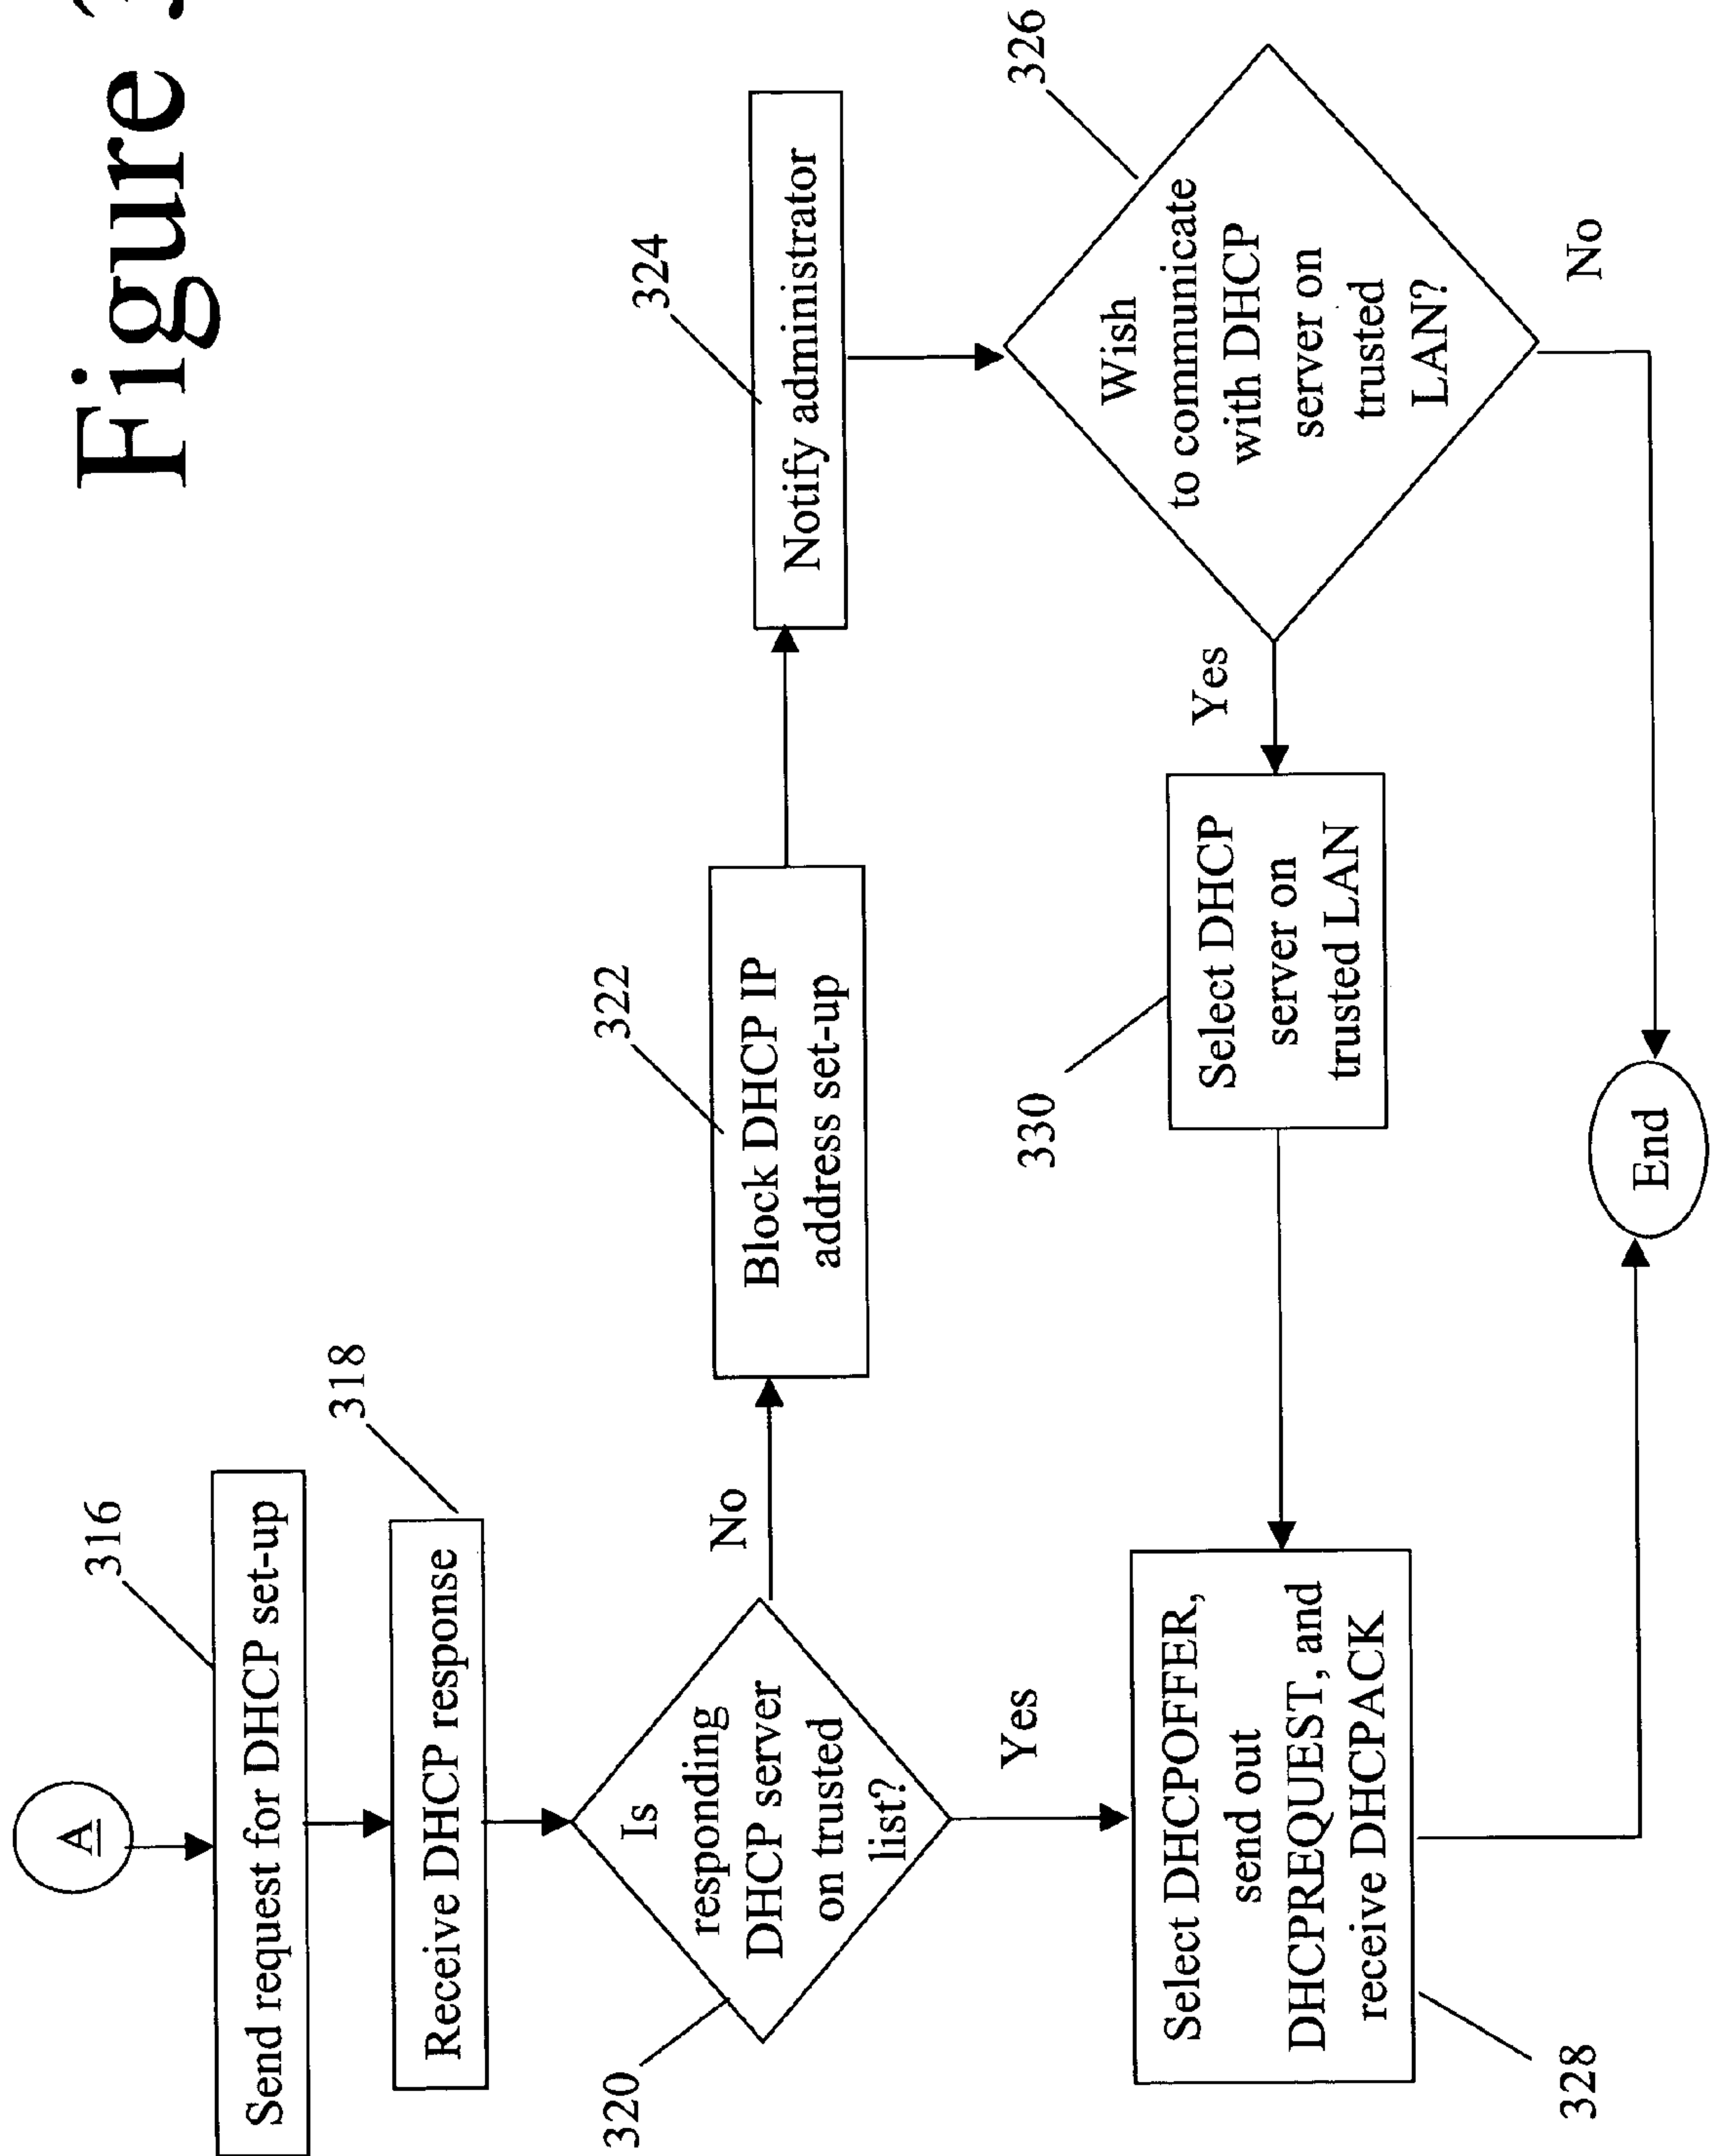 Figure 3
A
316
Send request for DHCP set-up
318
Receive DHCP response
320
Is
responding
DHCP server
on trusted
list?
No
Yes
322
Block DHCP IP
address set-up
324
Notify administrator
326
Wish
to communicate
with DHCP
server on
trusted
LAN?
Yes
No
330
Select DHCP
server on
trusted LAN
Select DHCPOFFER,
send out
DHCPREQUEST, and
receive DHCPACK
328
End